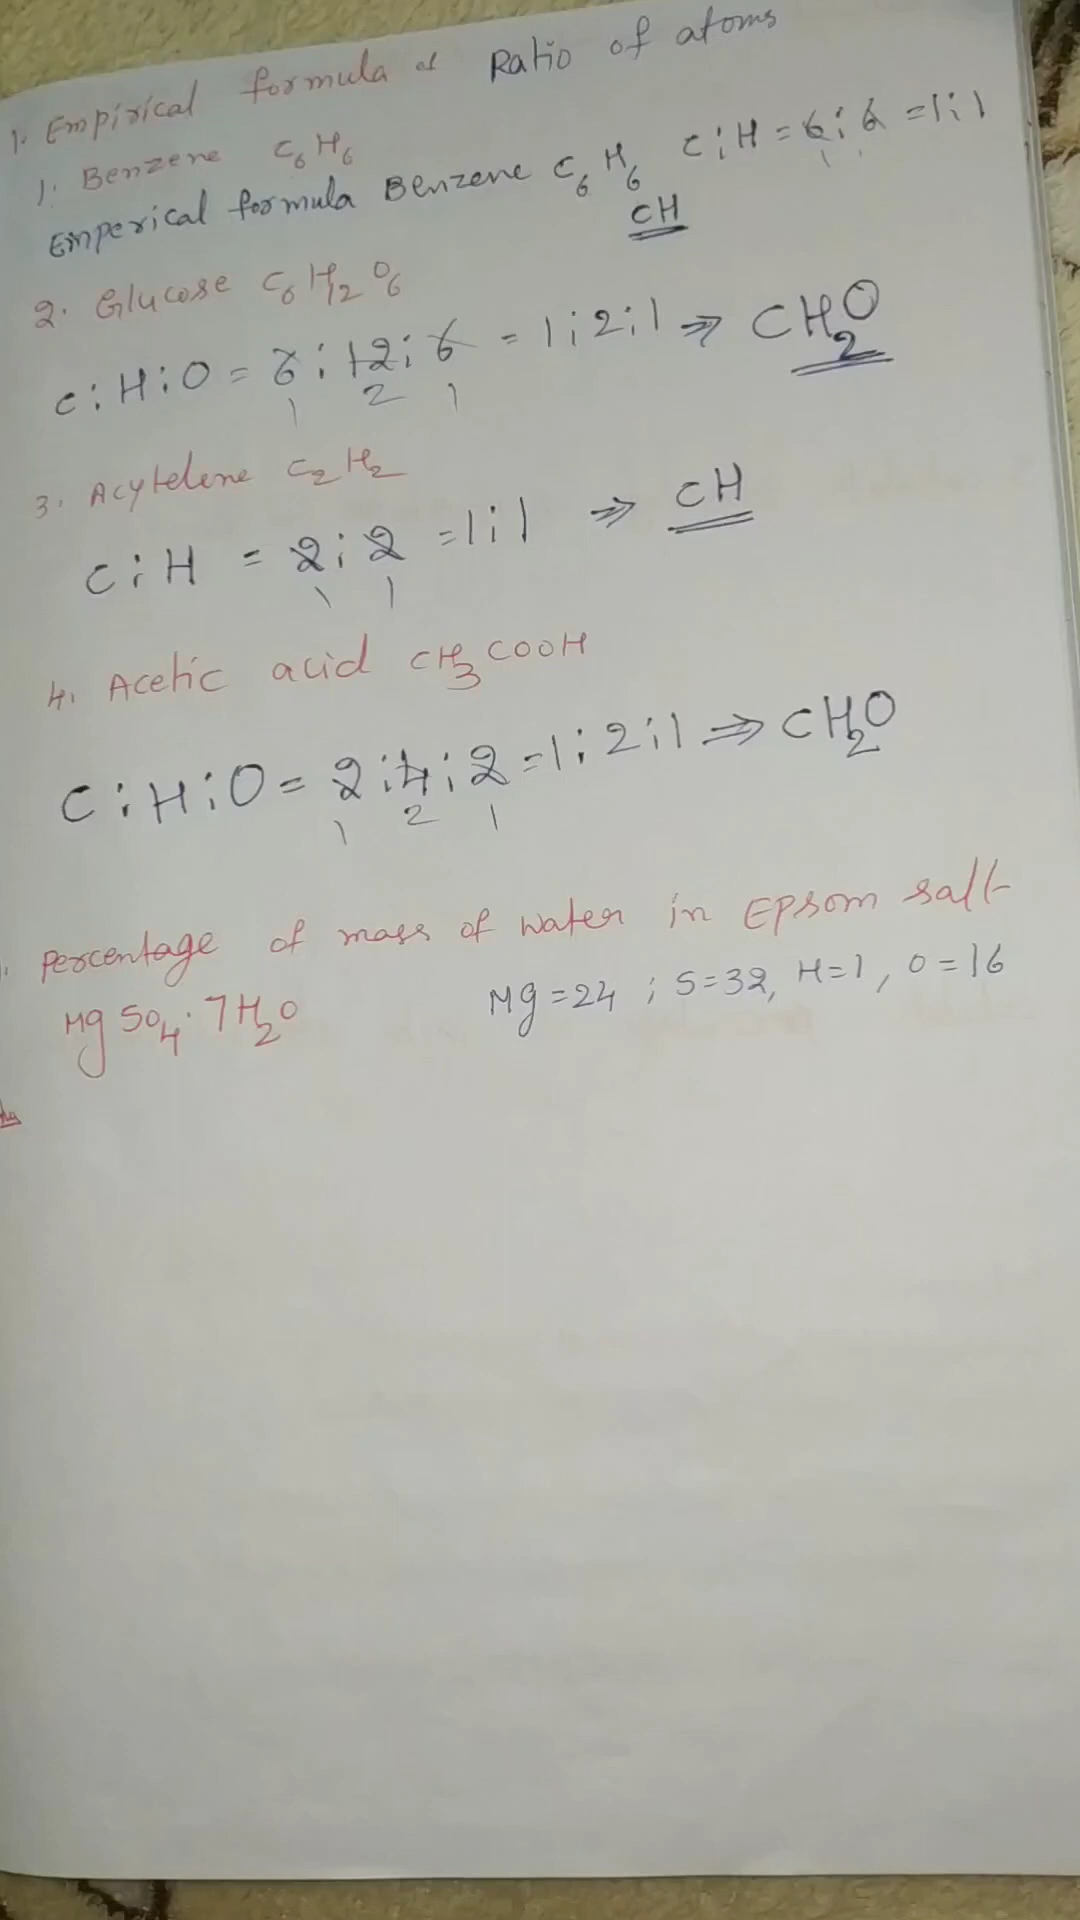 1. Empirical formula of Ratio of atoms
1. Benzene C6H6
Emperical formula Benzene C6H6 C:H = 6:6 = 1:1
CH
2. Glucose C6H12O6
C:H:O = 6:12:6 = 1:2:1 ⇒ CH2O
1 2 1
3. Acytelene C2H2
C:H = 2:2 = 1:1 ⇒ CH
1 1
4. Acetic acid CH3COOH
C:H:O = 2:4:2 = 1:2:1 ⇒ CH2O
1 2 1
percentage of mass of water in Epsom salt
MgSO4.7H2O Mg=24; S=32, H=1, O=16